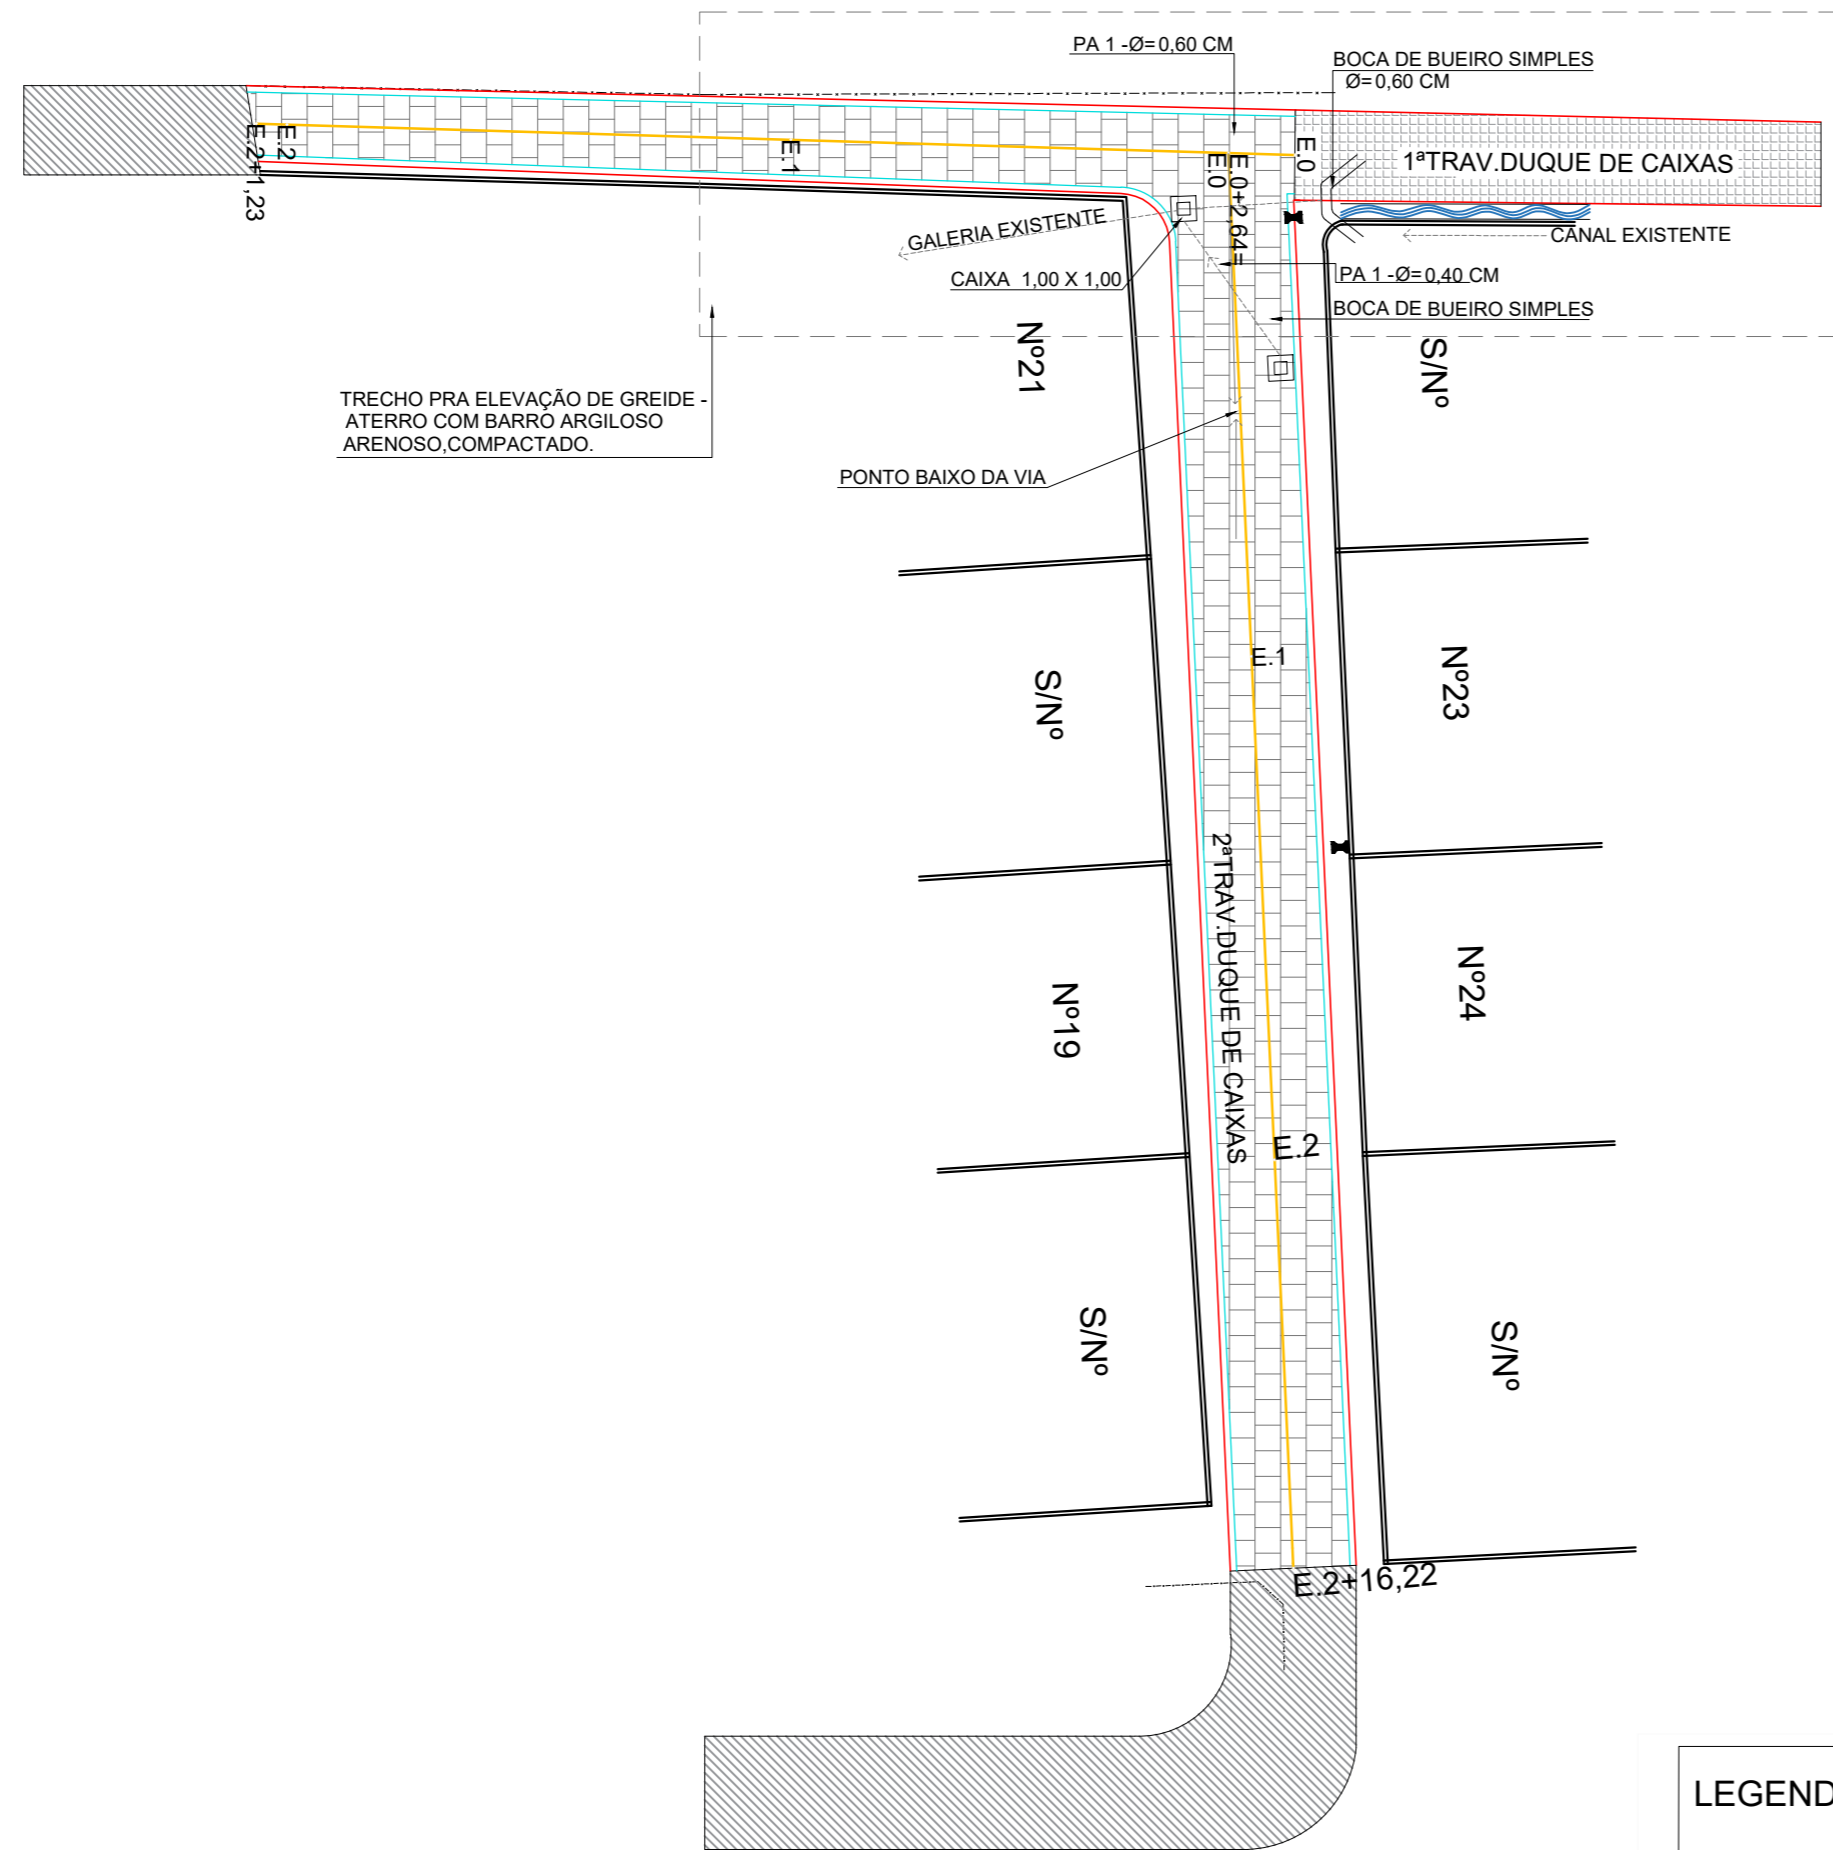 PA 1 -Ø=0,60 CM
BOCA DE BUEIRO SIMPLES
Ø=0,60 CM
E.2+1,23
E.2
E.1
E.0
E.0+2,64=
E.0
1ªTRAV.DUQUE DE CAIXAS
GALERIA EXISTENTE
CANAL EXISTENTE
CAIXA 1,00 X 1,00
PA 1 -Ø=0,40 CM
BOCA DE BUEIRO SIMPLES
Nº21
S/Nº
TRECHO PRA ELEVAÇÃO DE GREIDE -
ATERRO COM BARRO ARGILOSO
ARENOSO,COMPACTADO.
PONTO BAIXO DA VIA
E.1
S/Nº
Nº23
2ªTRAV.DUQUE DE CAIXAS
Nº19
Nº24
E.2
S/Nº
S/Nº
E.2+16,22
LEGEND